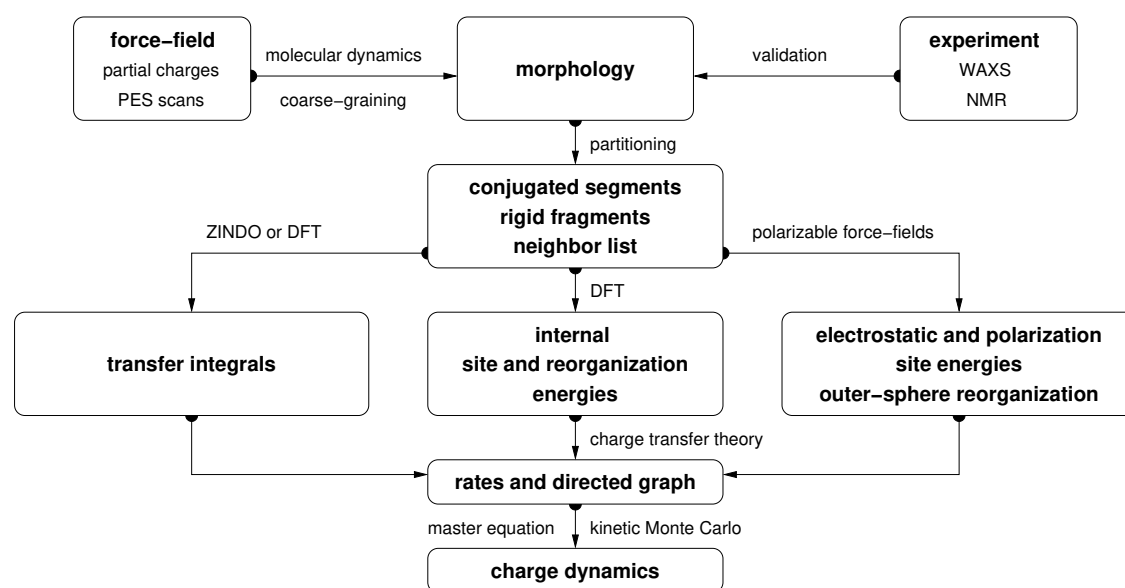 force−field
partial charges
PES scans
molecular dynamics
coarse−graining
morphology
validation
experiment
WAXS
NMR
partitioning
conjugated segments
rigid fragments
neighbor list
ZINDO or DFT
polarizable force−fields
DFT
transfer integrals
internal
site and reorganization
energies
electrostatic and polarization
site energies
outer−sphere reorganization
charge transfer theory
rates and directed graph
master equation
kinetic Monte Carlo
charge dynamics